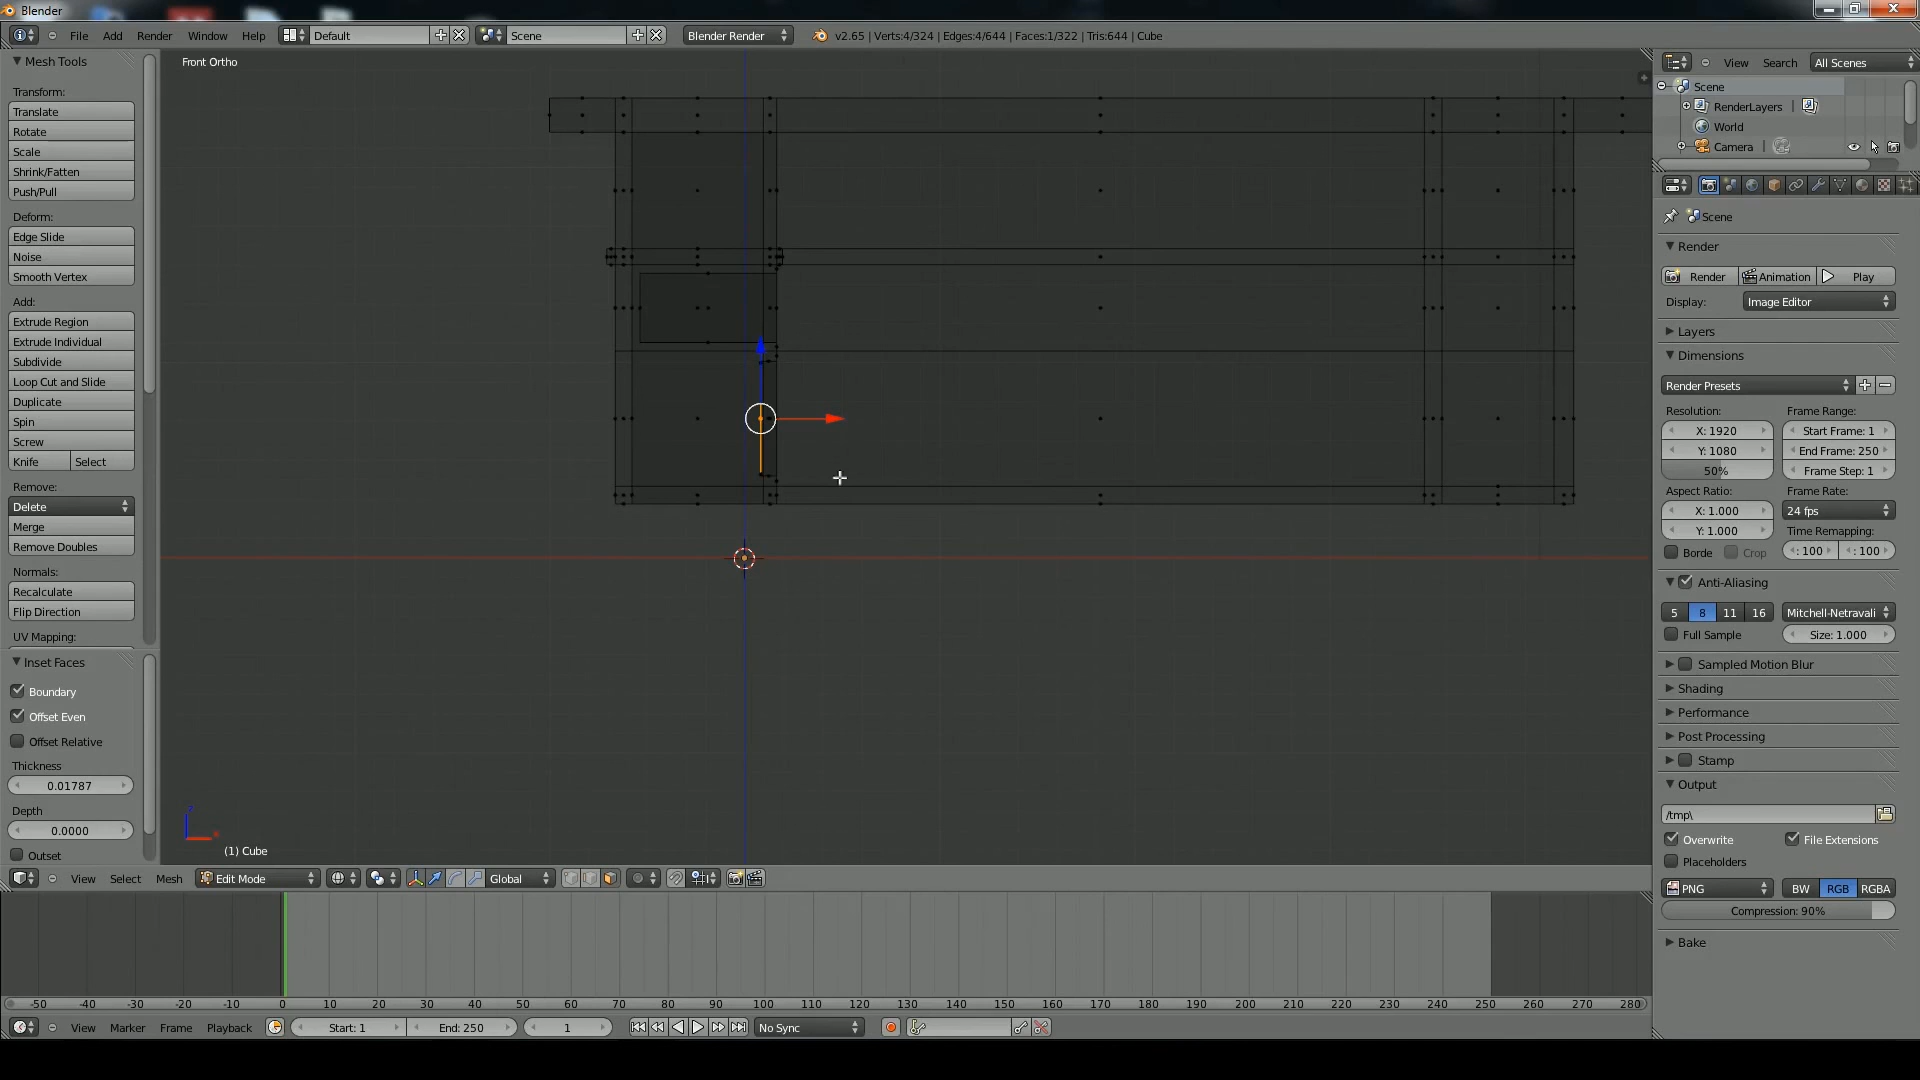 Blender
File Add Render Window Help Default Scene Blender Render v2.65 | Verts:4/324 | Edges:4/644 | Faces:1/322 | Tris:644 | Cube
Mesh Tools
Transform:
Translate
Rotate
Scale
Shrink/Fatten
Push/Pull
Deform:
Edge Slide
Noise
Smooth Vertex
Add:
Extrude Region
Extrude Individual
Subdivide
Loop Cut and Slide
Duplicate
Spin
Screw
Knife Select
Remove:
Delete
Merge
Remove Doubles
Normals:
Recalculate
Flip Direction
UV Mapping:
Inset Faces
Boundary
Offset Even
Offset Relative
Thickness
0.01787
Depth
0.0000
Outset
Front Ortho
(1) Cube
View Select Mesh Edit Mode Global
-50 -40 -30 -20 -10 0 10 20 30 40 50 60 70 80 90 100 110 120 130 140 150 160 170 180 190 200 210 220 230 240 250 260 270 280
View Marker Frame Playback Start: 1 End: 250 1 No Sync
View Search All Scenes
Scene
RenderLayers
World
Camera
Scene
Render
Render Animation Play
Display: Image Editor
Layers
Dimensions
Render Presets
Resolution: Frame Range:
X: 1920 Start Frame: 1
Y: 1080 End Frame: 250
50% Frame Step: 1
Aspect Ratio: Frame Rate:
X: 1.000 24 fps
Y: 1.000 Time Remapping:
Borde Crop : 100 : 100
Anti-Aliasing
5 8 11 16 Mitchell-Netravali
Full Sample Size: 1.000
Sampled Motion Blur
Shading
Performance
Post Processing
Stamp
Output
/tmp\
Overwrite File Extensions
Placeholders
PNG BW RGB RGBA
Compression: 90%
Bake